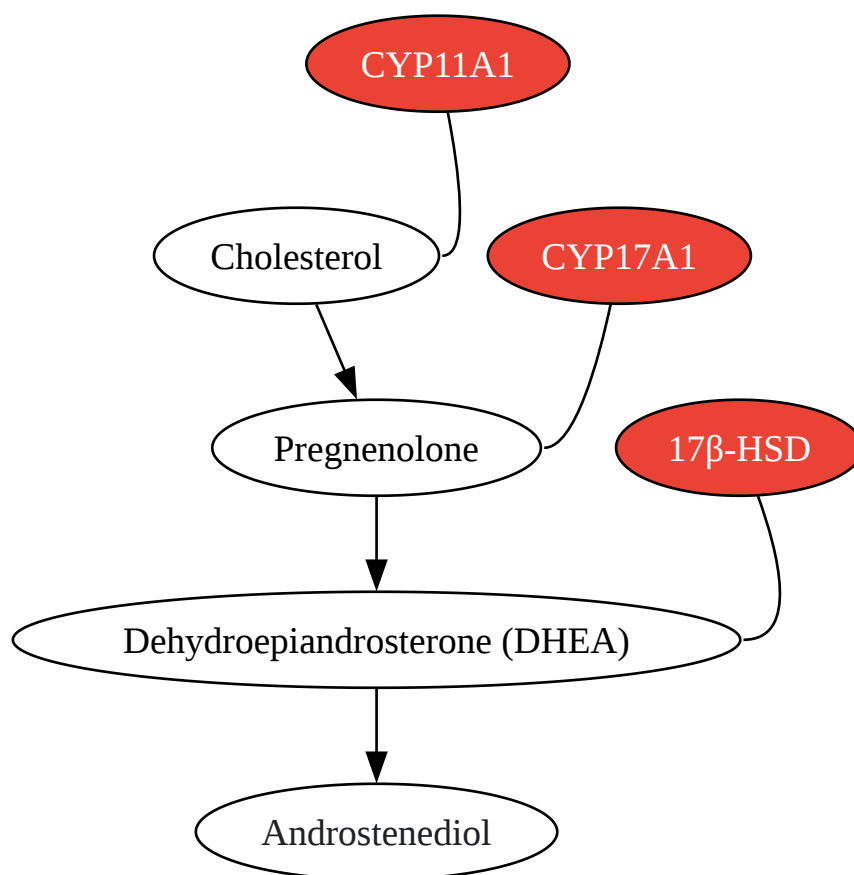 CYP11A1
Cholesterol
CYP17A1
Pregnenolone
17β-HSD
Dehydroepiandrosterone (DHEA)
Androstenediol